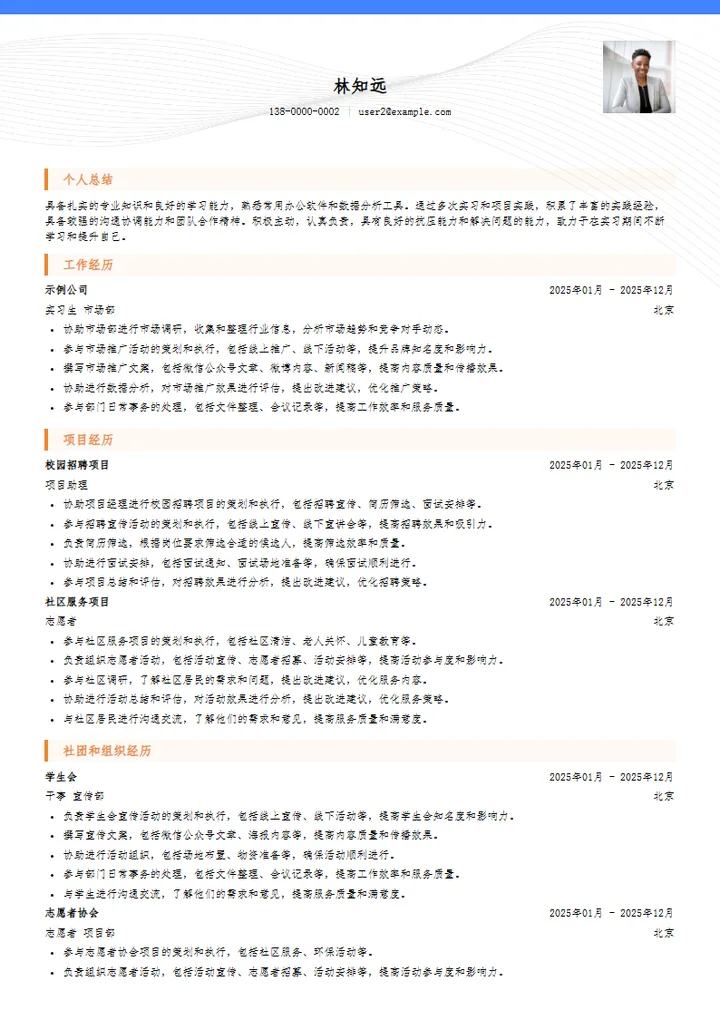 林知远
138-0000-0002 | user2@example.com
个人总结
具备扎实的专业知识和良好的学习能力，熟悉常用办公软件和数据分析工具。通过多次实习和项目实践，积累了丰富的实践经验，
具备较强的沟通协调能力和团队合作精神。积极主动，认真负责，具有良好的抗压能力和解决问题的能力，致力于在实习期间不断
学习和提升自己。
工作经历
示例公司 2025年01月 - 2025年12月
实习生 市场部 北京
• 协助市场部进行市场调研，收集和整理行业信息，分析市场趋势和竞争对手动态。
• 参与市场推广活动的策划和执行，包括线上推广、线下活动等，提升品牌知名度和影响力。
• 撰写市场推广文案，包括微信公众号文章、微博内容、新闻稿等，提高内容质量和传播效果。
• 协助进行数据分析，对市场推广效果进行评估，提出改进建议，优化推广策略。
• 参与部门日常事务的处理，包括文件整理、会议记录等，提高工作效率和服务质量。
项目经历
校园招聘项目 2025年01月 - 2025年12月
项目助理 北京
• 协助项目经理进行校园招聘项目的策划和执行，包括招聘宣传、简历筛选、面试安排等。
• 参与招聘宣传活动的策划和执行，包括线上宣传、线下宣讲会等，提高招聘效果和吸引力。
• 负责简历筛选，根据岗位要求筛选合适的候选人，提高筛选效率和质量。
• 协助进行面试安排，包括面试通知、面试场地准备等，确保面试顺利进行。
• 参与项目总结和评估，对招聘效果进行分析，提出改进建议，优化招聘策略。
社区服务项目 2025年01月 - 2025年12月
志愿者 北京
• 参与社区服务项目的策划和执行，包括社区清洁、老人关怀、儿童教育等。
• 负责组织志愿者活动，包括活动宣传、志愿者招募、活动安排等，提高活动参与度和影响力。
• 参与社区调研，了解社区居民的需求和问题，提出改进建议，优化服务内容。
• 协助进行活动总结和评估，对活动效果进行分析，提出改进建议，优化服务策略。
• 与社区居民进行沟通交流，了解他们的需求和意见，提高服务质量和满意度。
社团和组织经历
学生会 2025年01月 - 2025年12月
干事 宣传部 北京
• 负责学生会宣传活动的策划和执行，包括线上宣传、线下活动等，提高学生会知名度和影响力。
• 撰写宣传文案，包括微信公众号文章、海报内容等，提高内容质量和传播效果。
• 协助进行活动组织，包括场地布置、物资准备等，确保活动顺利进行。
• 参与部门日常事务的处理，包括文件整理、会议记录等，提高工作效率和服务质量。
• 与学生进行沟通交流，了解他们的需求和意见，提高服务质量和满意度。
志愿者协会 2025年01月 - 2025年12月
志愿者 项目部 北京
• 参与志愿者协会项目的策划和执行，包括社区服务、环保活动等。
• 负责组织志愿者活动，包括活动宣传、志愿者招募、活动安排等，提高活动参与度和影响力。